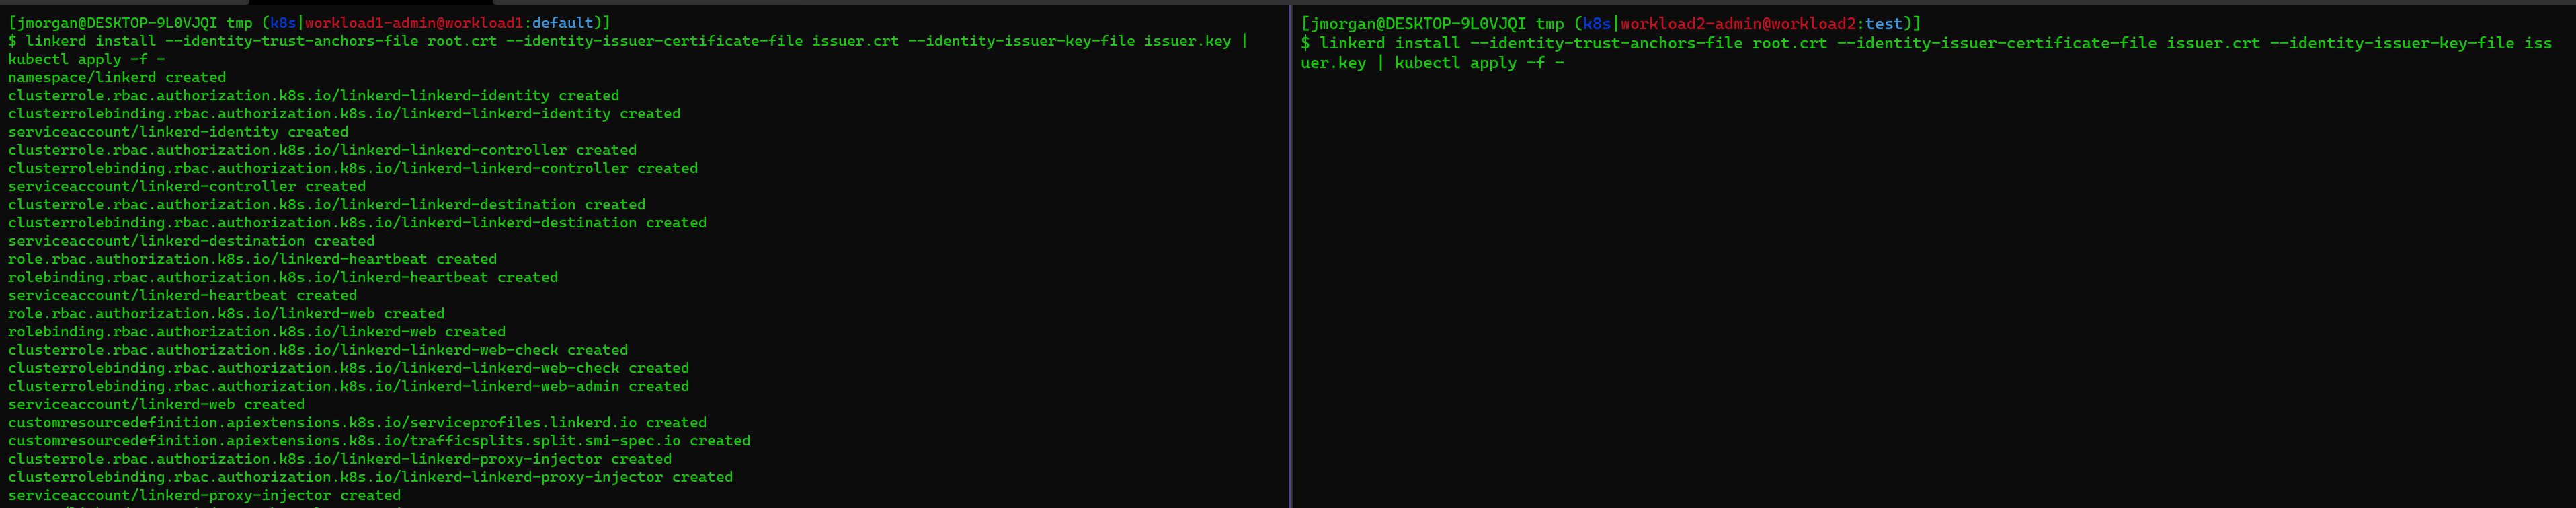 [jmorgan@DESKTOP-9L0VJQI tmp (k8s|workload1-admin@workload1:default)]
$ linkerd install --identity-trust-anchors-file root.crt --identity-issuer-certificate-file issuer.crt --identity-issuer-key-file issuer.key |
kubectl apply -f -
namespace/linkerd created
clusterrole.rbac.authorization.k8s.io/linkerd-linkerd-identity created
clusterrolebinding.rbac.authorization.k8s.io/linkerd-linkerd-identity created
serviceaccount/linkerd-identity created
clusterrole.rbac.authorization.k8s.io/linkerd-linkerd-controller created
clusterrolebinding.rbac.authorization.k8s.io/linkerd-linkerd-controller created
serviceaccount/linkerd-controller created
clusterrole.rbac.authorization.k8s.io/linkerd-linkerd-destination created
clusterrolebinding.rbac.authorization.k8s.io/linkerd-linkerd-destination created
serviceaccount/linkerd-destination created
role.rbac.authorization.k8s.io/linkerd-heartbeat created
rolebinding.rbac.authorization.k8s.io/linkerd-heartbeat created
serviceaccount/linkerd-heartbeat created
role.rbac.authorization.k8s.io/linkerd-web created
rolebinding.rbac.authorization.k8s.io/linkerd-web created
clusterrole.rbac.authorization.k8s.io/linkerd-linkerd-web-check created
clusterrolebinding.rbac.authorization.k8s.io/linkerd-linkerd-web-check created
clusterrolebinding.rbac.authorization.k8s.io/linkerd-linkerd-web-admin created
serviceaccount/linkerd-web created
customresourcedefinition.apiextensions.k8s.io/serviceprofiles.linkerd.io created
customresourcedefinition.apiextensions.k8s.io/trafficsplits.split.smi-spec.io created
clusterrole.rbac.authorization.k8s.io/linkerd-linkerd-proxy-injector created
clusterrolebinding.rbac.authorization.k8s.io/linkerd-linkerd-proxy-injector created
serviceaccount/linkerd-proxy-injector created
[jmorgan@DESKTOP-9L0VJQI tmp (k8s|workload2-admin@workload2:test)]
$ linkerd install --identity-trust-anchors-file root.crt --identity-issuer-certificate-file issuer.crt --identity-issuer-key-file iss
uer.key | kubectl apply -f -